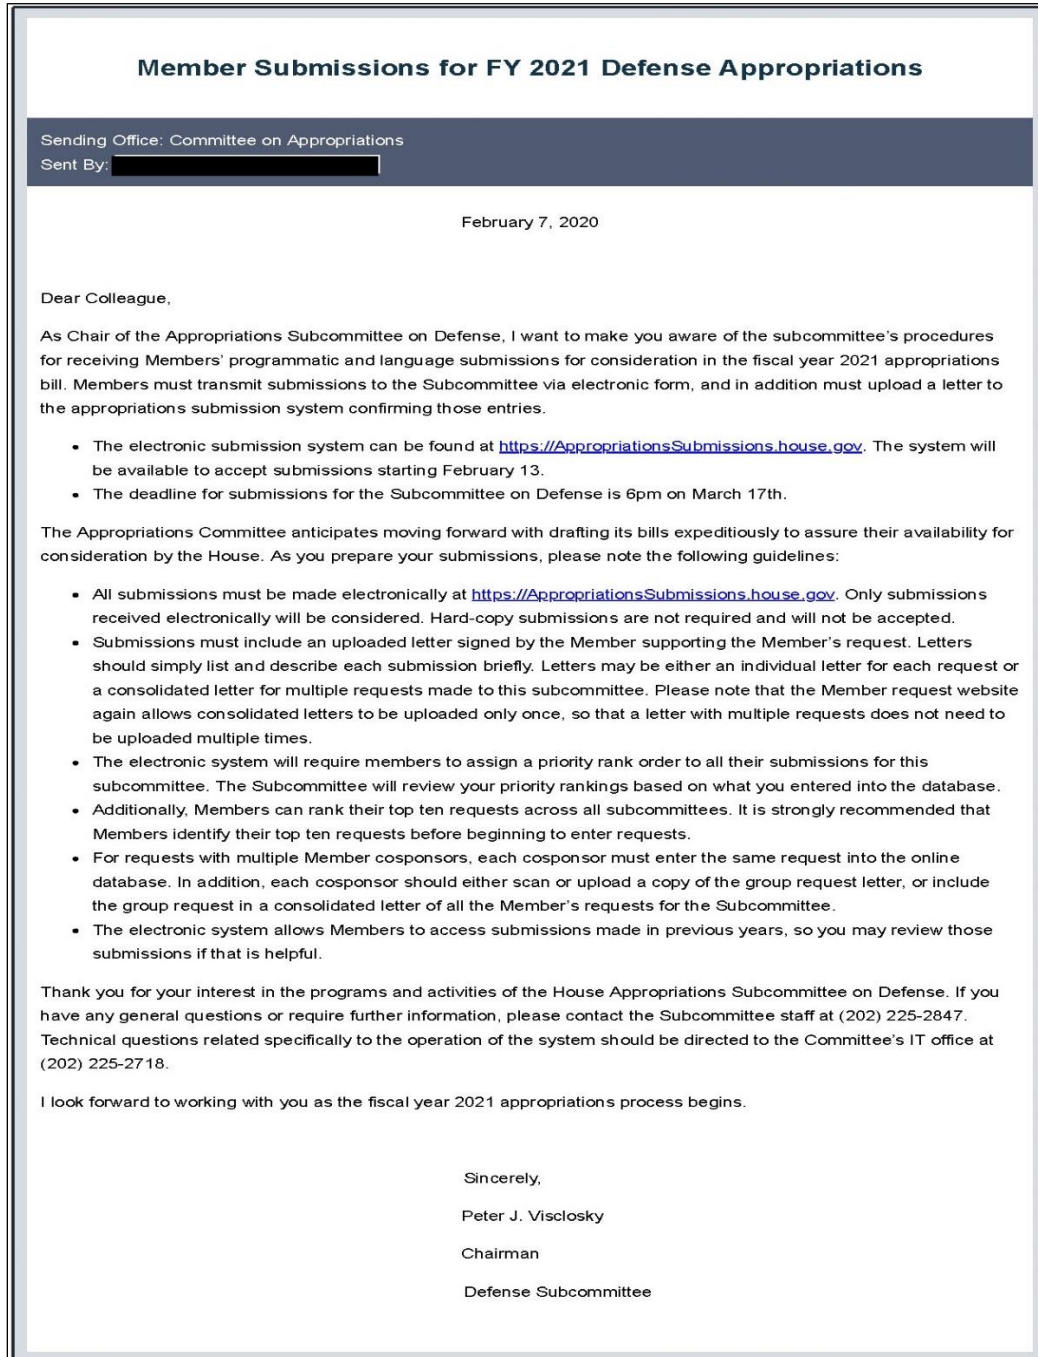 Member Submissions for FY 2021 Defense Appropriations
Sending Office: Committee on Appropriations
Sent By:
February 7, 2020
Dear Colleague,
As Chair of the Appropriations Subcommittee on Defense, I want to make you aware of the subcommittee's procedures
for receiving Members' programmatic and language submissions for consideration in the fiscal year 2021 appropriations
bill. Members must transmit submissions to the Subcommittee via electronic form, and in addition must upload a letter to
the appropriations submission system confirming those entries.
• The electronic submission system can be found at https://AppropriationsSubmissions.house.gov. The system will
be available to accept submissions starting February 13.
• The deadline for submissions for the Subcommittee on Defense is 6pm on March 17th.
The Appropriations Committee anticipates moving forward with drafting its bills expeditiously to assure their availability for
consideration by the House. As you prepare your submissions, please note the following guidelines:
• All submissions must be made electronically at https://AppropriationsSubmissions.house.gov. Only submissions
received electronically will be considered. Hard-copy submissions are not required and will not be accepted.
• Submissions must include an uploaded letter signed by the Member supporting the Member's request. Letters
should simply list and describe each submission briefly. Letters may be either an individual letter for each request or
a consolidated letter for multiple requests made to this subcommittee. Please note that the Member request website
again allows consolidated letters to be uploaded only once, so that a letter with multiple requests does not need to
be uploaded multiple times.
• The electronic system will require members to assign a priority rank order to all their submissions for this
subcommittee. The Subcommittee will review your priority rankings based on what you entered into the database.
• Additionally, Members can rank their top ten requests across all subcommittees. It is strongly recommended that
Members identify their top ten requests before beginning to enter requests.
• For requests with multiple Member cosponsors, each cosponsor must enter the same request into the online
database. In addition, each cosponsor should either scan or upload a copy of the group request letter, or include
the group request in a consolidated letter of all the Member's requests for the Subcommittee.
• The electronic system allows Members to access submissions made in previous years, so you may review those
submissions if that is helpful.
Thank you for your interest in the programs and activities of the House Appropriations Subcommittee on Defense. If you
have any general questions or require further information, please contact the Subcommittee staff at (202) 225-2847.
Technical questions related specifically to the operation of the system should be directed to the Committee's IT office at
(202) 225-2718.
I look forward to working with you as the fiscal year 2021 appropriations process begins.
Sincerely,
Peter J. Visclosky
Chairman
Defense Subcommittee